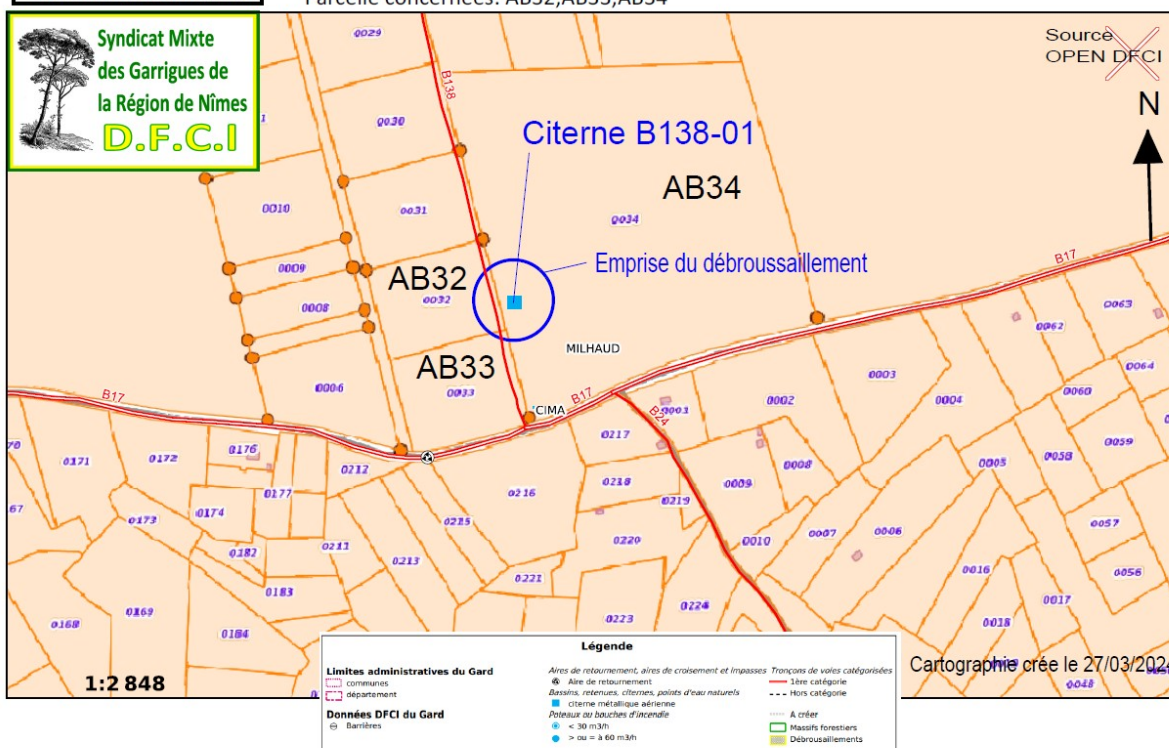 Parcelle concernées: AB32,AB33,AB34
Syndicat Mixte
des Garrigues de
la Région de Nîmes
D.F.C.I
Source
OPEN DFCI
N
0029
B138
0030
Citerne B138-01
AB34
0010
0031
0034
Emprise du débroussaillement
B17
0009
AB32
0032
0008
MILHAUD
0063
0062
AB33
0064
0006
0033
0003
B17
'CIMA
B17
0001
0002
0004
0060
B24
0217
0059
0171
0172
0176
0212
0058
67
0177
0216
0218
0008
0005
0009
0219
0173
0174
0215
0057
0220
0007
0006
0182
0211
0213
0010
0056
0221
0016
0183
0168
0169
0184
0223
0224
0017
0018
0048
1:2 848
Cartographie crée le 27/03/2024
Légende
Limites administratives du Gard
communes
département
Données DFCI du Gard
Barrières
Aires de retournement, aires de croisement et impasses
Aire de retournement
Bassins, retenues, citernes, points d'eau naturels
citerne métallique aérienne
Poteaux ou bouches d'incendie
< 30 m3/h
> ou = à 60 m3/h
Tronçons de voies catégorisées
1ère catégorie
Hors catégorie
A créer
Massifs forestiers
Débroussaillements